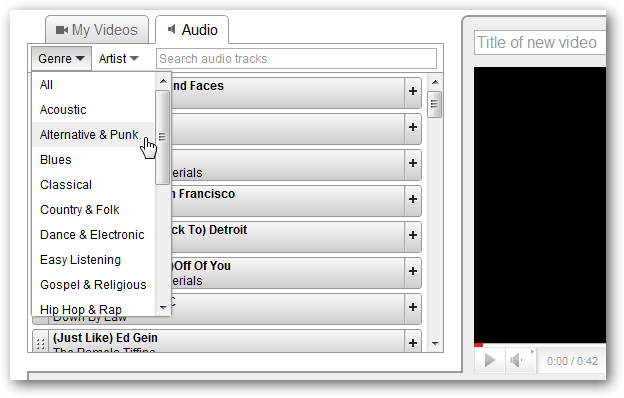 My Videos
Audio
Genre
Artist
Search audio tracks
Title of new video
All
Acoustic
Alternative & Punk
Blues
Classical
Country & Folk
Dance & Electronic
Easy Listening
Gospel & Religious
Hip Hop & Rap
nd Faces
erials
n Francisco
ck To) Detroit
)Off Of You
erials
C
Down By Law
(Just Like) Ed Gein
The Pamela Tiffins
0:00 / 0:42